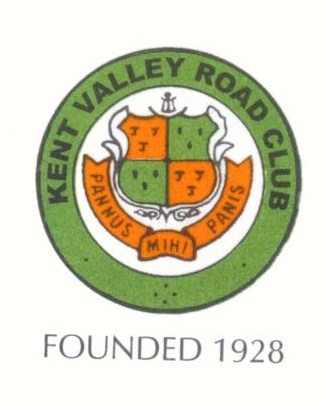 KENT VALLEY ROAD CLUB
PANNUS MIHI PANIS
FOUNDED 1928